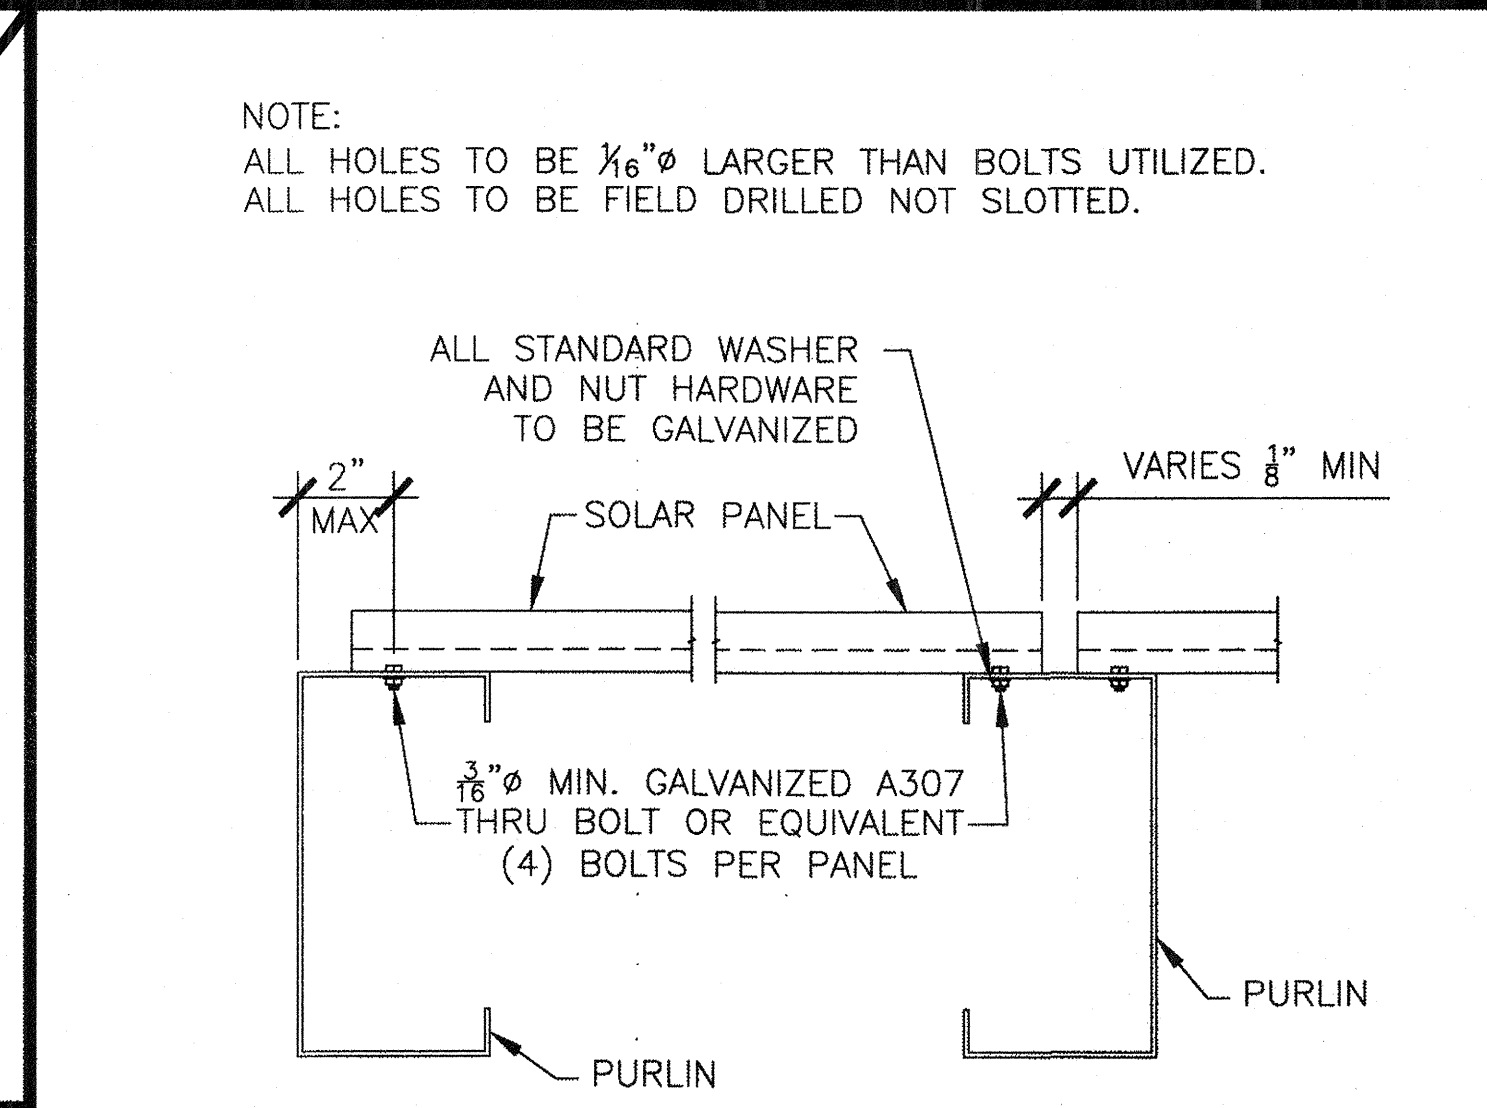 NOTE:
ALL HOLES TO BE 1/16"ø LARGER THAN BOLTS UTILIZED.
ALL HOLES TO BE FIELD DRILLED NOT SLOTTED.
ALL STANDARD WASHER
AND NUT HARDWARE
TO BE GALVANIZED
2"
MAX
VARIES 1/8" MIN
SOLAR PANEL
3/16"ø MIN. GALVANIZED A307
THRU BOLT OR EQUIVALENT
(4) BOLTS PER PANEL
PURLIN
PURLIN